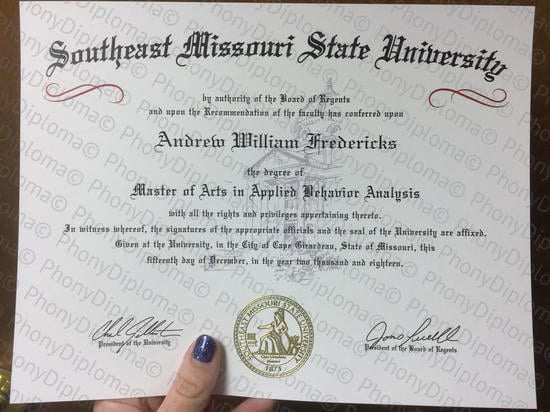 Southeast Missouri State University
by authority of the Board of Regents
and upon the Recommendation of the faculty has conferred upon
Andrew William Fredericks
the degree of
Master of Arts in Applied Behavior Analysis
with all the rights and privileges appertaining thereto.
In witness whereof, the signatures of the appropriate officials and the seal of the University are affixed.
Given at the University, in the City of Cape Girardeau, State of Missouri, this
fifteenth day of December, in the year two thousand and eighteen.
SOUTHEAST MISSOURI STATE UNIVERSITY
Cape Girardeau
Missouri
1873
President of the University
President of the Board of Regents
PhonyDiploma©